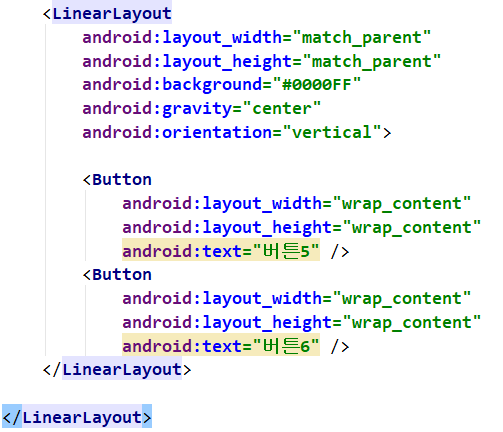 <LinearLayout
android:layout_width="match_parent"
android:layout_height="match_parent"
android:background="#0000FF"
android:gravity="center"
android:orientation="vertical">
<Button
android:layout_width="wrap_content"
android:layout_height="wrap_content"
android:text="버튼5" />
<Button
android:layout_width="wrap_content"
android:layout_height="wrap_content"
android:text="버튼6" />
</LinearLayout>
</LinearLayout>